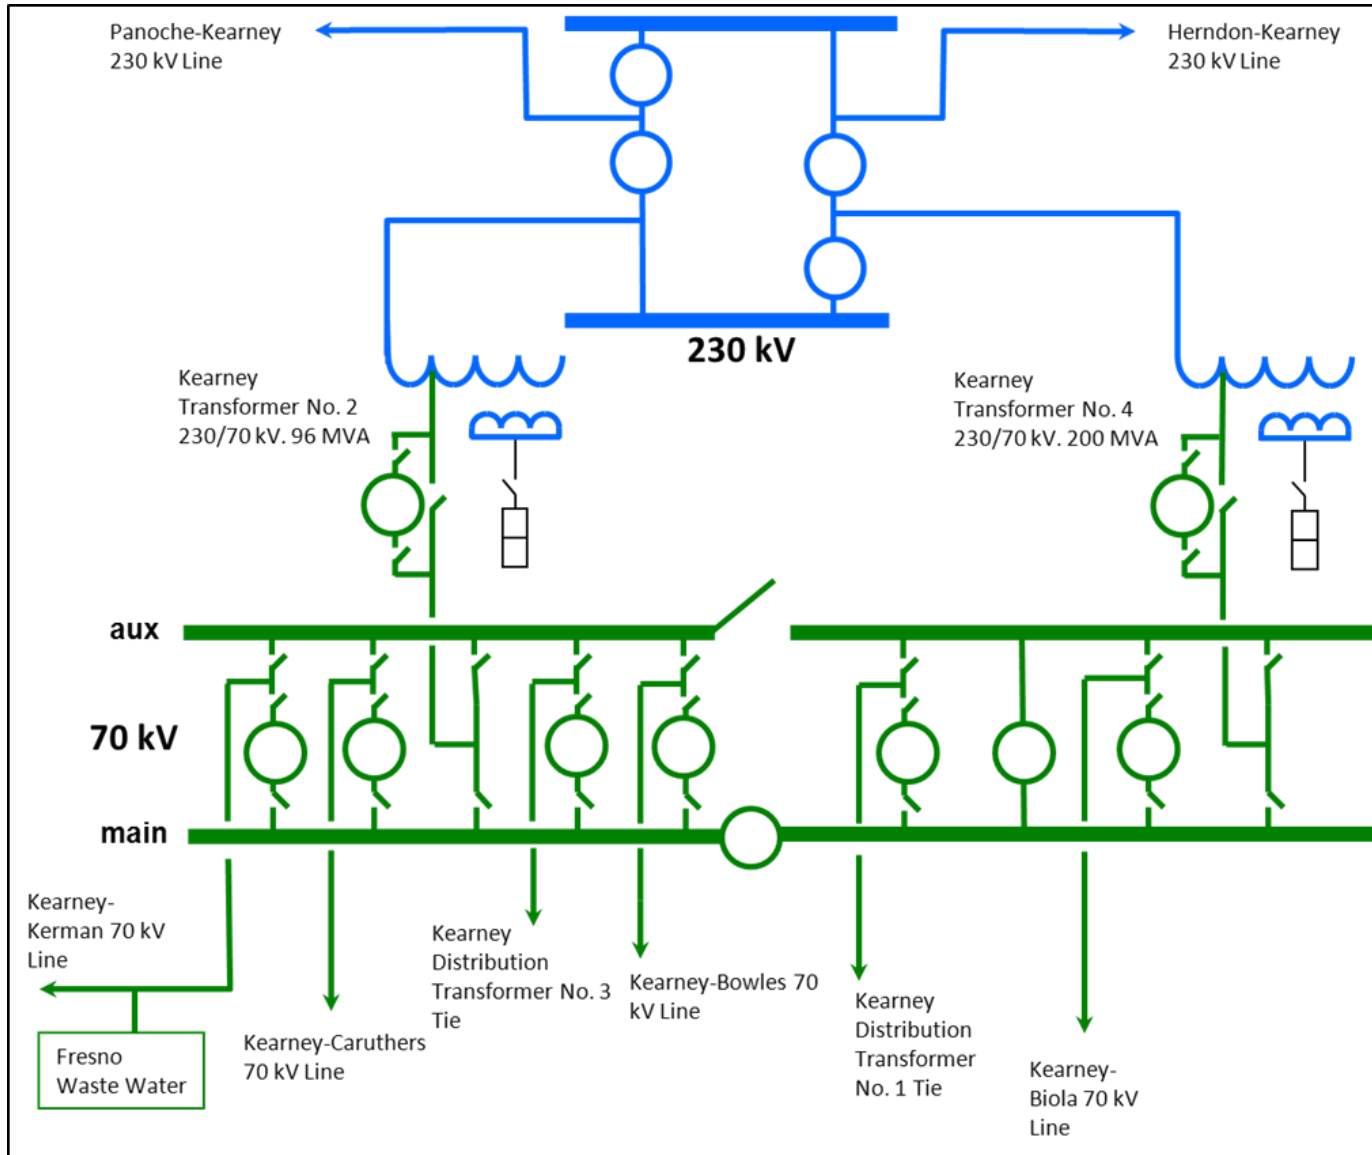 Panoche-Kearney
230 kV Line
Herndon-Kearney
230 kV Line
230 kV
Kearney
Transformer No. 2
230/70 kV. 96 MVA
Kearney
Transformer No. 4
230/70 kV. 200 MVA
aux
70 kV
main
Kearney-
Kerman 70 kV
Line
Fresno
Waste Water
Kearney-Caruthers
70 kV Line
Kearney
Distribution
Transformer No. 3
Tie
Kearney-Bowles 70
kV Line
Kearney
Distribution
Transformer
No. 1 Tie
Kearney-
Biola 70 kV
Line